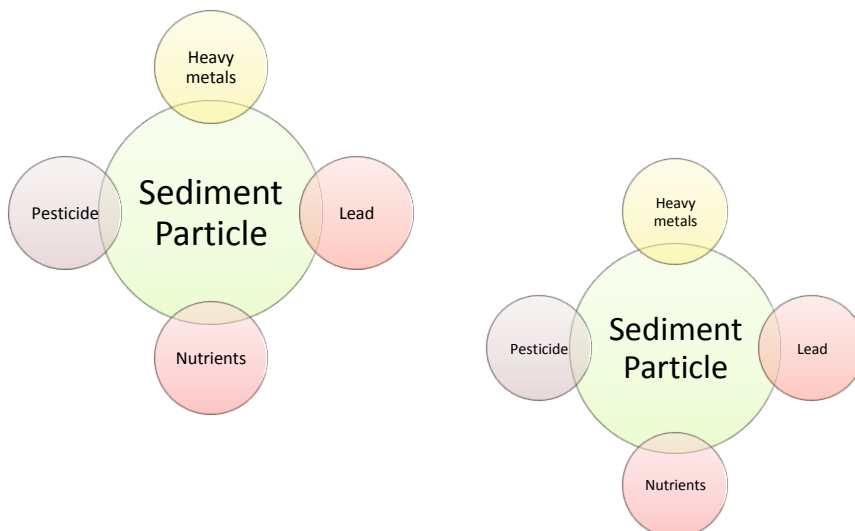 Heavy
metals
Pesticide
Sediment
Particle
Lead
Nutrients
Heavy
metals
Pesticide
Sediment
Particle
Lead
Nutrients